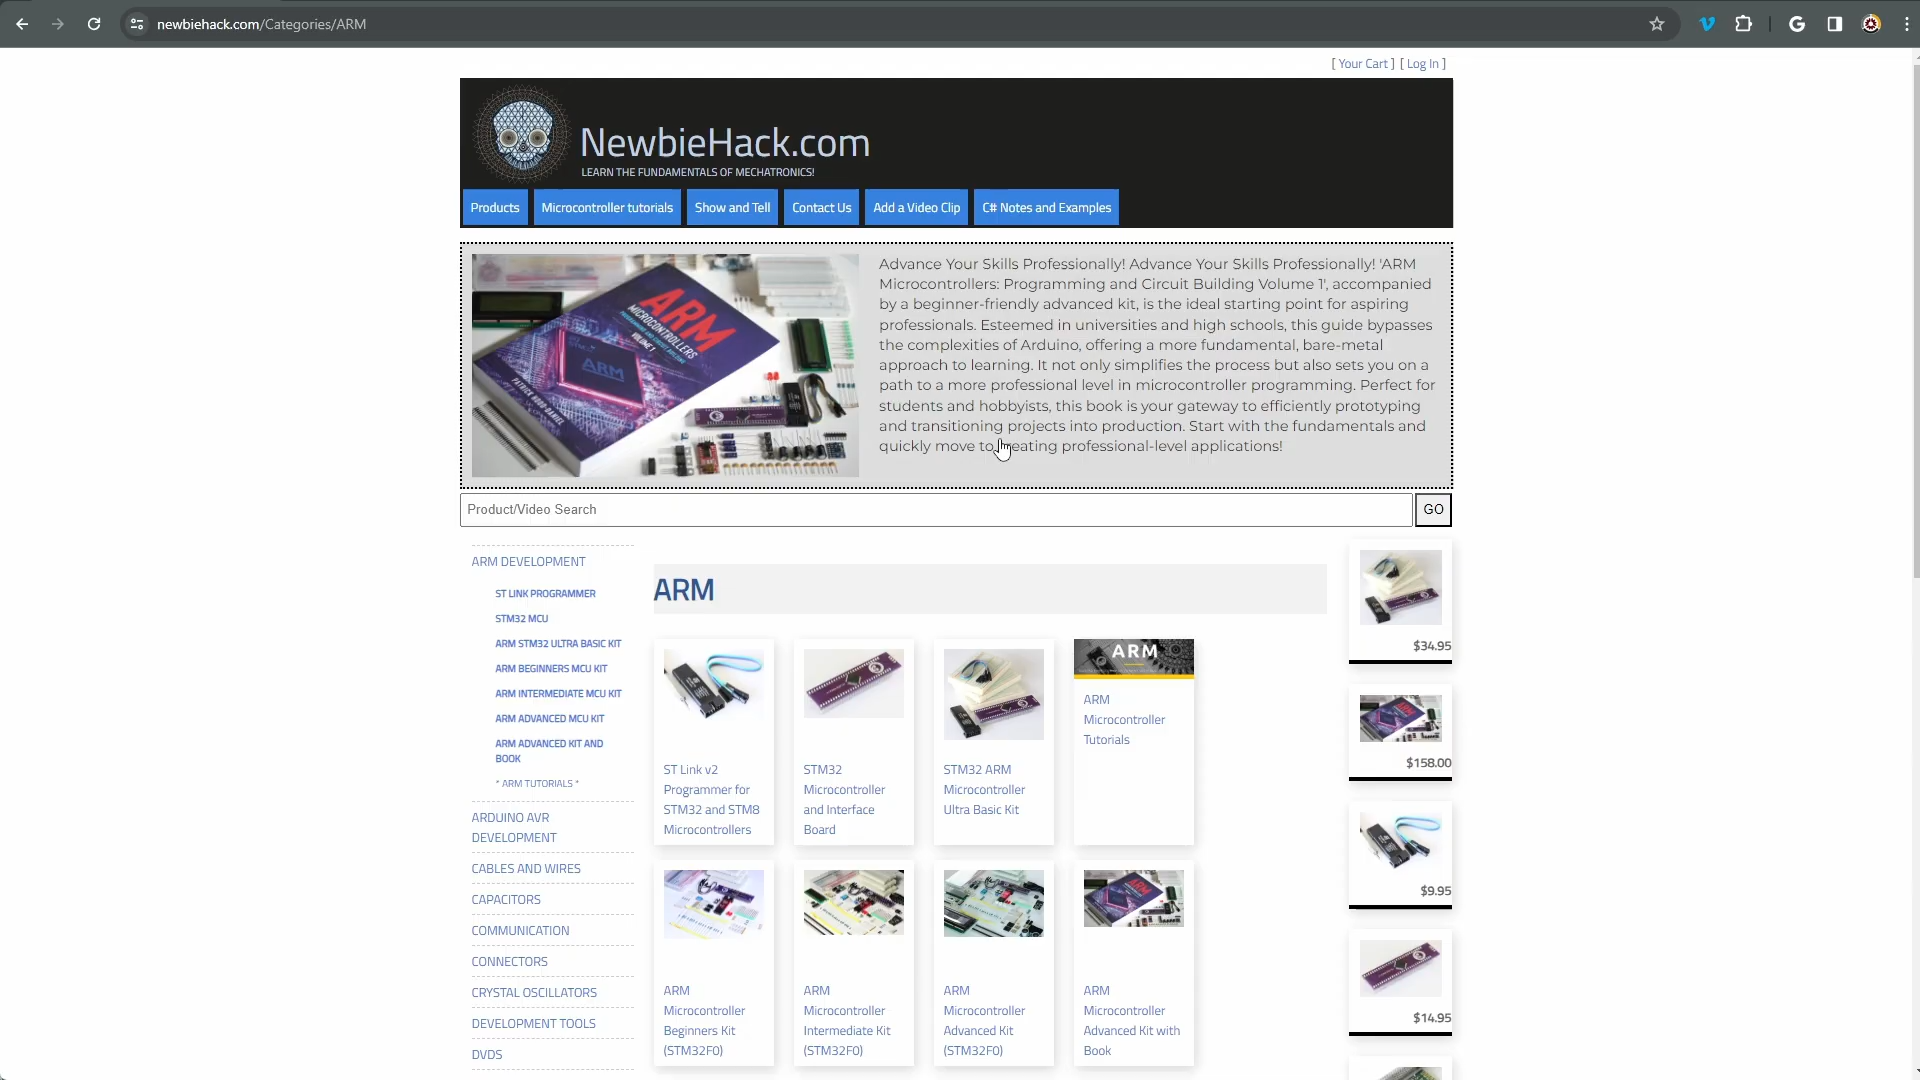 newbiehack.com/Categories/ARM
[ Your Cart ] [ Log In ]
NewbieHack.com
LEARN THE FUNDAMENTALS OF MECHATRONICS!
Products Microcontroller tutorials Show and Tell Contact Us Add a Video Clip C# Notes and Examples
ARM
MICROCONTROLLERS
VOLUME 1
ARM
PATRICK HOOD-DANIEL
Advance Your Skills Professionally! Advance Your Skills Professionally! 'ARM
Microcontrollers: Programming and Circuit Building Volume 1', accompanied
by a beginner-friendly advanced kit, is the ideal starting point for aspiring
professionals. Esteemed in universities and high schools, this guide bypasses
the complexities of Arduino, offering a more fundamental, bare-metal
approach to learning. It not only simplifies the process but also sets you on a
path to a more professional level in microcontroller programming. Perfect for
students and hobbyists, this book is your gateway to efficiently prototyping
and transitioning projects into production. Start with the fundamentals and
quickly move to creating professional-level applications!
Product/Video Search GO
ARM DEVELOPMENT
ST LINK PROGRAMMER
STM32 MCU
ARM STM32 ULTRA BASIC KIT
ARM BEGINNERS MCU KIT
ARM INTERMEDIATE MCU KIT
ARM ADVANCED MCU KIT
ARM ADVANCED KIT AND
BOOK
* ARM TUTORIALS *
ARDUINO AVR
DEVELOPMENT
CABLES AND WIRES
CAPACITORS
COMMUNICATION
CONNECTORS
CRYSTAL OSCILLATORS
DEVELOPMENT TOOLS
DVDS
ARM
ST Link v2
Programmer for
STM32 and STM8
Microcontrollers
STM32
Microcontroller
and Interface
Board
STM32 ARM
Microcontroller
Ultra Basic Kit
ARM
ARM
Microcontroller
Tutorials
ARM
Microcontroller
Beginners Kit
(STM32F0)
ARM
Microcontroller
Intermediate Kit
(STM32F0)
ARM
Microcontroller
Advanced Kit
(STM32F0)
ARM
ARM
Microcontroller
Advanced Kit with
Book
$34.95
$158.00
$9.95
$14.95